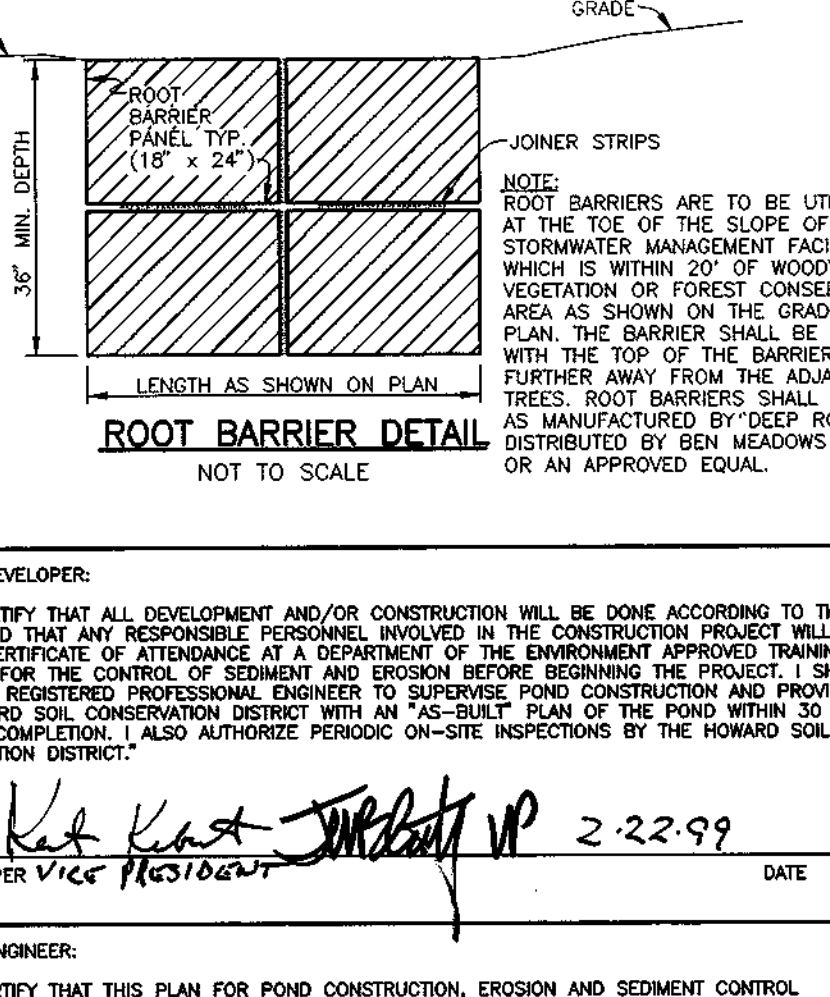 GRADE
ROOT
BARRIER
PANEL TYP.
(18" x 24")
36" MIN. DEPTH
JOINER STRIPS
LENGTH AS SHOWN ON PLAN
ROOT BARRIER DETAIL
NOT TO SCALE
NOTE:
ROOT BARRIERS ARE TO BE UTI
AT THE TOE OF THE SLOPE OF
STORMWATER MANAGEMENT FACI
WHICH IS WITHIN 20' OF WOODY
VEGETATION OR FOREST CONSER
AREA AS SHOWN ON THE GRAD
PLAN. THE BARRIER SHALL BE
WITH THE TOP OF THE BARRIER
FURTHER AWAY FROM THE ADJA
TREES. ROOT BARRIERS SHALL
AS MANUFACTURED BY "DEEP RO
DISTRIBUTED BY BEN MEADOWS
OR AN APPROVED EQUAL.
EVELOPER:
TIFY THAT ALL DEVELOPMENT AND/OR CONSTRUCTION WILL BE DONE ACCORDING TO TH
D THAT ANY RESPONSIBLE PERSONNEL INVOLVED IN THE CONSTRUCTION PROJECT WILL
ERTIFICATE OF ATTENDANCE AT A DEPARTMENT OF THE ENVIRONMENT APPROVED TRAININ
FOR THE CONTROL OF SEDIMENT AND EROSION BEFORE BEGINNING THE PROJECT. I SH
REGISTERED PROFESSIONAL ENGINEER TO SUPERVISE POND CONSTRUCTION AND PROVI
RD SOIL CONSERVATION DISTRICT WITH AN "AS-BUILT" PLAN OF THE POND WITHIN 30
COMPLETION. I ALSO AUTHORIZE PERIODIC ON-SITE INSPECTIONS BY THE HOWARD SOIL
TION DISTRICT."
VP 2.22.99
PER VICE PRESIDENT DATE
NGINEER:
TIFY THAT THIS PLAN FOR POND CONSTRUCTION, EROSION AND SEDIMENT CONTROL